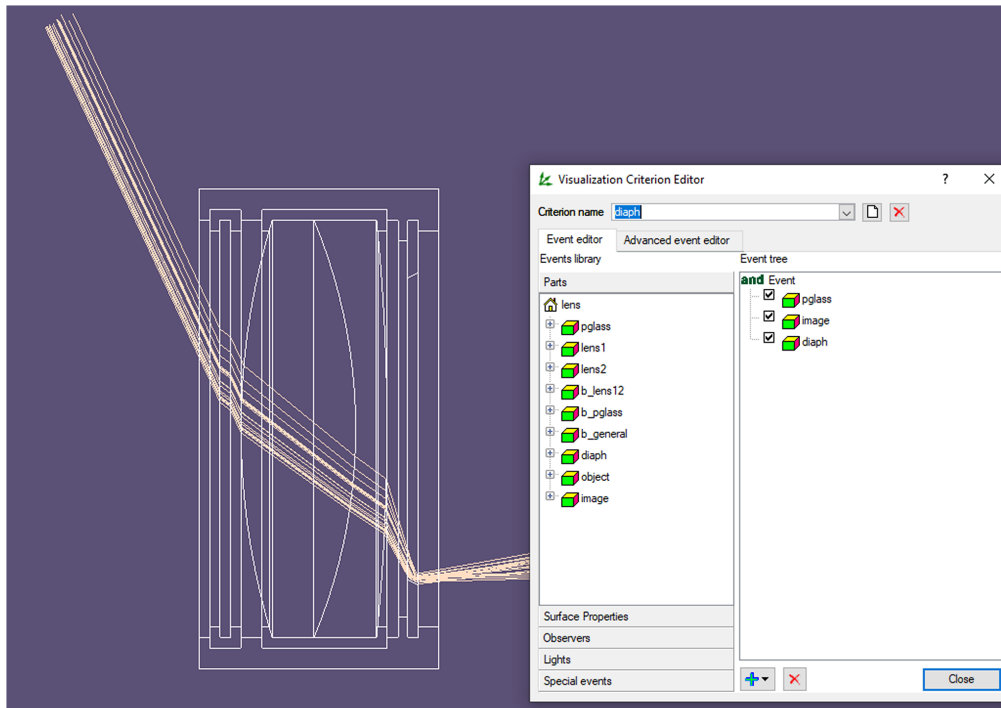 Visualization Criterion Editor
?
Criterion name diaph
Event editor Advanced event editor
Events library Event tree
Parts
and Event
lens
pglass
pglass
image
lens1
diaph
lens2
b_lens12
b_pglass
b_general
diaph
object
image
Surface Properties
Observers
Lights
Special events
Close